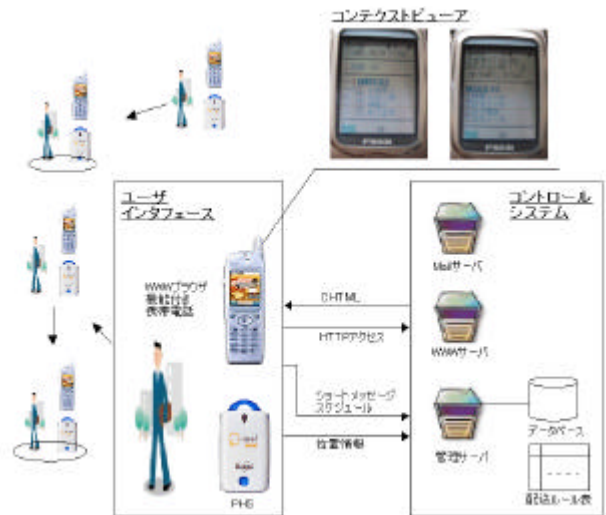 コンテクストビューア
ユーザ
インタフェース
コントロール
システム
WWWブラウザ
機能付き
携帯電話
Mailサーバ
CHTML
HTTPアクセス
WWWサーバ
ショートメッセージ
スケジュール
位置情報
管理サーバ
データベース
配送ルール表
PHS